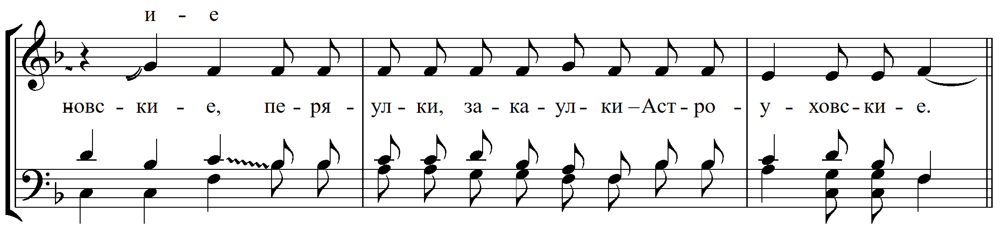 и - е
новс - ки - е, пе - ря - ул - ки, за - ка - ул - ки – Аст - ро - у - ховс - ки - е.